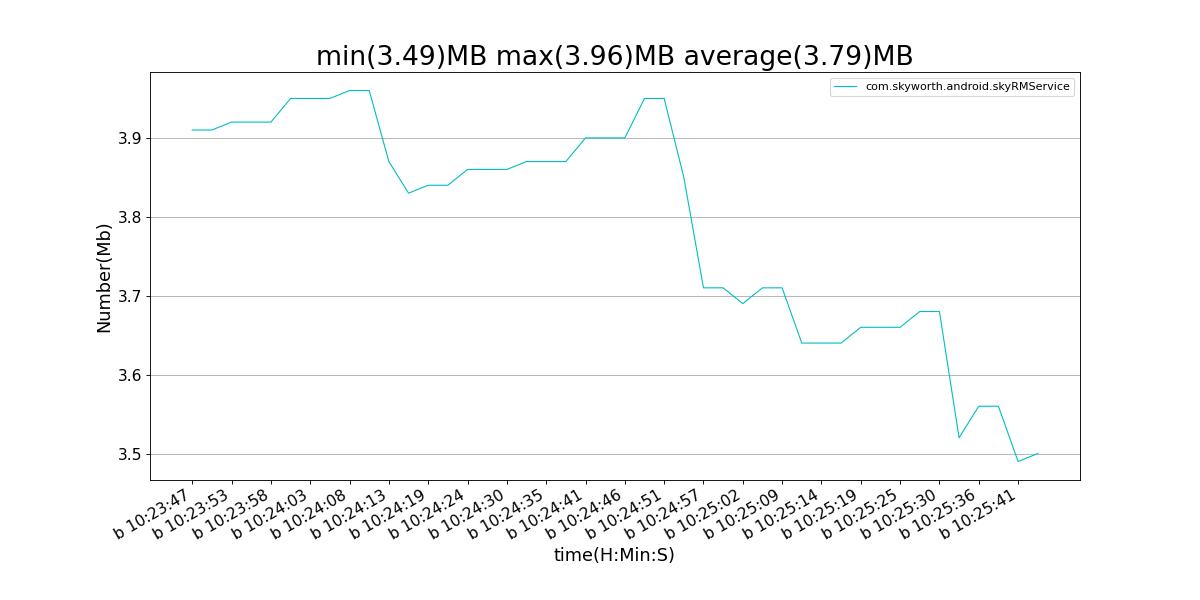 min(3.49)MB max(3.96)MB average(3.79)MB
com.skyworth.android.skyRMService
Number(Mb)
3.9
3.8
3.7
3.6
3.5
b 10:23:47
b 10:23:53
b 10:23:58
b 10:24:03
b 10:24:08
b 10:24:13
b 10:24:19
b 10:24:24
b 10:24:30
b 10:24:35
b 10:24:41
b 10:24:46
b 10:24:51
b 10:24:57
b 10:25:02
b 10:25:09
b 10:25:14
b 10:25:19
b 10:25:25
b 10:25:30
b 10:25:36
b 10:25:41
time(H:Min:S)